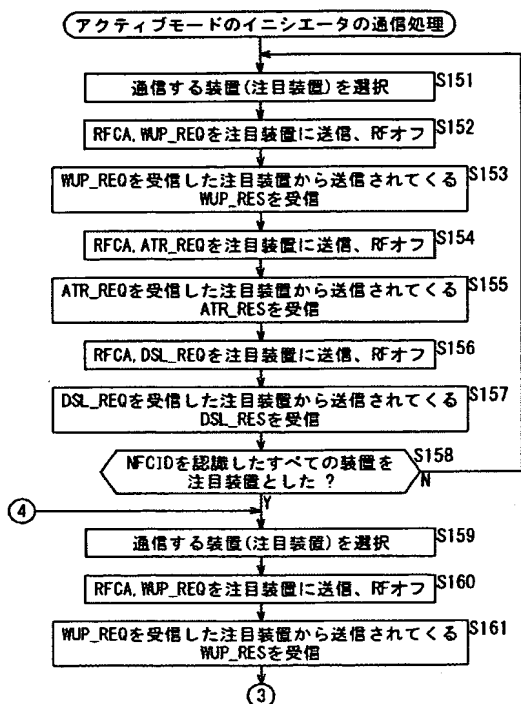 アクティブモードのイニシエータの通信処理
通信する装置(注目装置)を選択
S151
RFCA,WUP_REQを注目装置に送信、RFオフ
S152
WUP_REQを受信した注目装置から送信されてくる
WUP_RESを受信
S153
RFCA,ATR_REQを注目装置に送信、RFオフ
S154
ATR_REQを受信した注目装置から送信されてくる
ATR_RESを受信
S155
RFCA,DSL_REQを注目装置に送信、RFオフ
S156
DSL_REQを受信した注目装置から送信されてくる
DSL_RESを受信
S157
NFCIDを認識したすべての装置を
注目装置とした ?
S158
N
Y
4
通信する装置(注目装置)を選択
S159
RFCA,WUP_REQを注目装置に送信、RFオフ
S160
WUP_REQを受信した注目装置から送信されてくる
WUP_RESを受信
S161
3